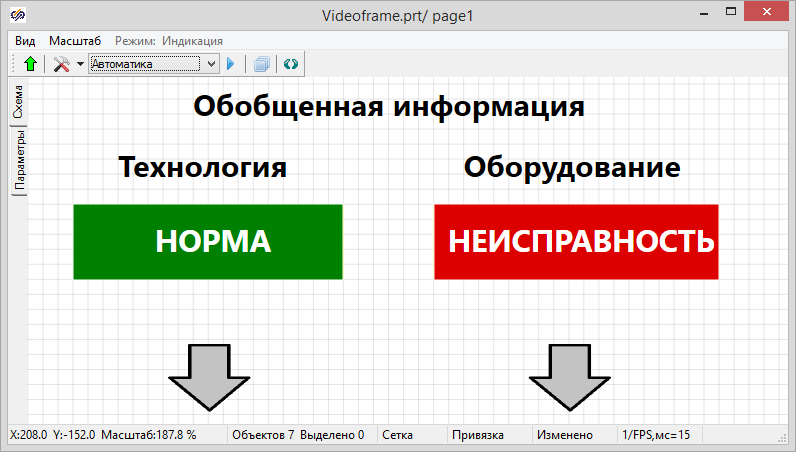 Videoframe.prt/ page1
Вид Масштаб Режим: Индикация
Автоматика
Схема
Параметры
Обобщенная информация
Технология Оборудование
НОРМА НЕИСПРАВНОСТЬ
X:208.0 Y:-152.0 Масштаб:187.8 % Объектов 7 Выделено 0 Сетка Привязка Изменено 1/FPS,мс=15